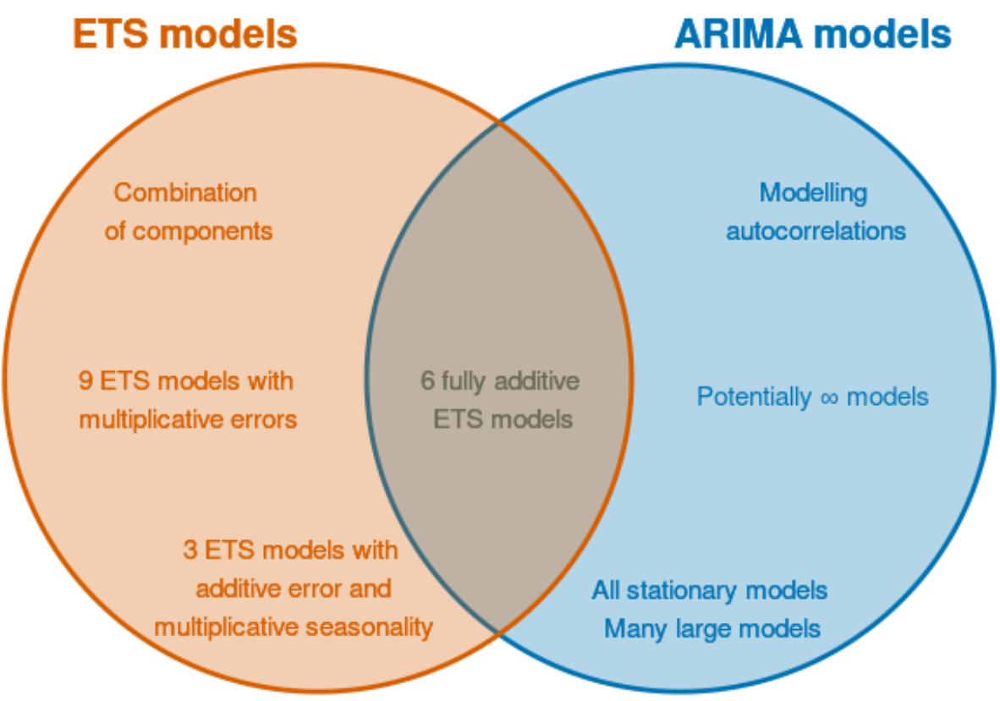 ETS models
ARIMA models
Combination
of components
Modelling
autocorrelations
9 ETS models with
multiplicative errors
6 fully additive
ETS models
Potentially ∞ models
3 ETS models with
additive error and
multiplicative seasonality
All stationary models
Many large models